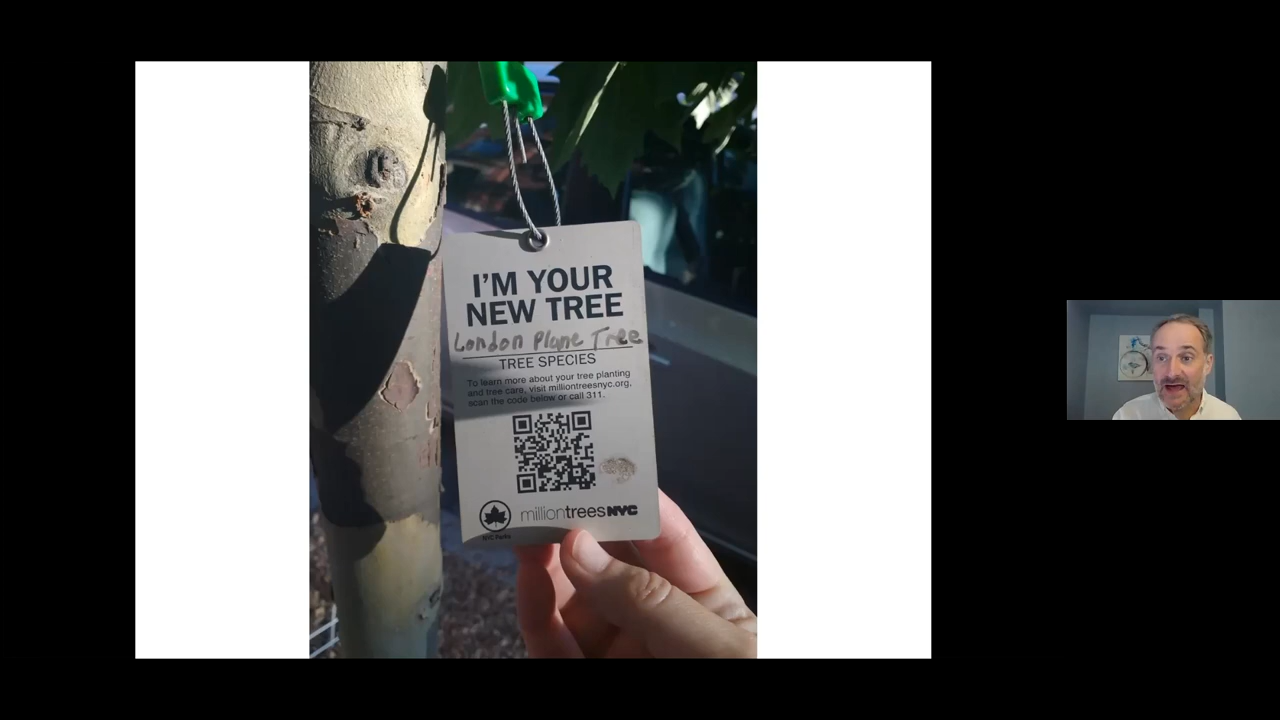 I'M YOUR
NEW TREE
London Plane Tree
TREE SPECIES
To learn more about your tree planting
and tree care, visit milliontreesnyc.org,
scan the code below or call 311.
NYC Parks
milliontreesNYC